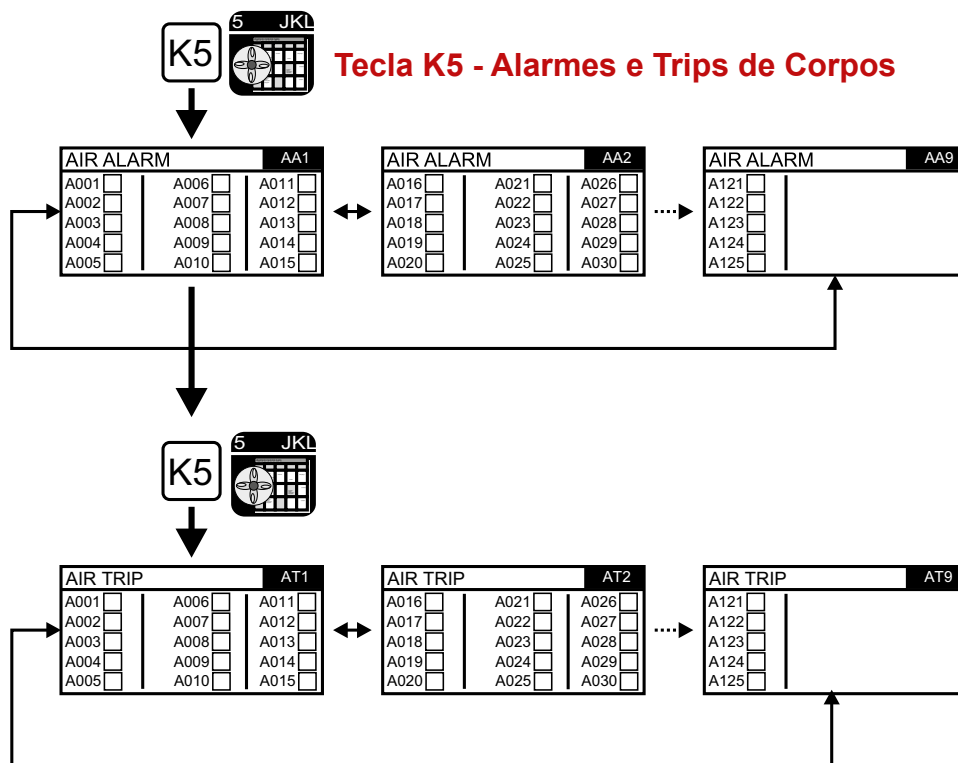 5 JKL
K5
Tecla K5 - Alarmes e Trips de Corpos
AIR ALARM AA1
A001 A006 A011
A002 A007 A012
A003 A008 A013
A004 A009 A014
A005 A010 A015
AIR ALARM AA2
A016 A021 A026
A017 A022 A027
A018 A023 A028
A019 A024 A029
A020 A025 A030
AIR ALARM AA9
A121
A122
A123
A124
A125
5 JKL
K5
AIR TRIP AT1
A001 A006 A011
A002 A007 A012
A003 A008 A013
A004 A009 A014
A005 A010 A015
AIR TRIP AT2
A016 A021 A026
A017 A022 A027
A018 A023 A028
A019 A024 A029
A020 A025 A030
AIR TRIP AT9
A121
A122
A123
A124
A125